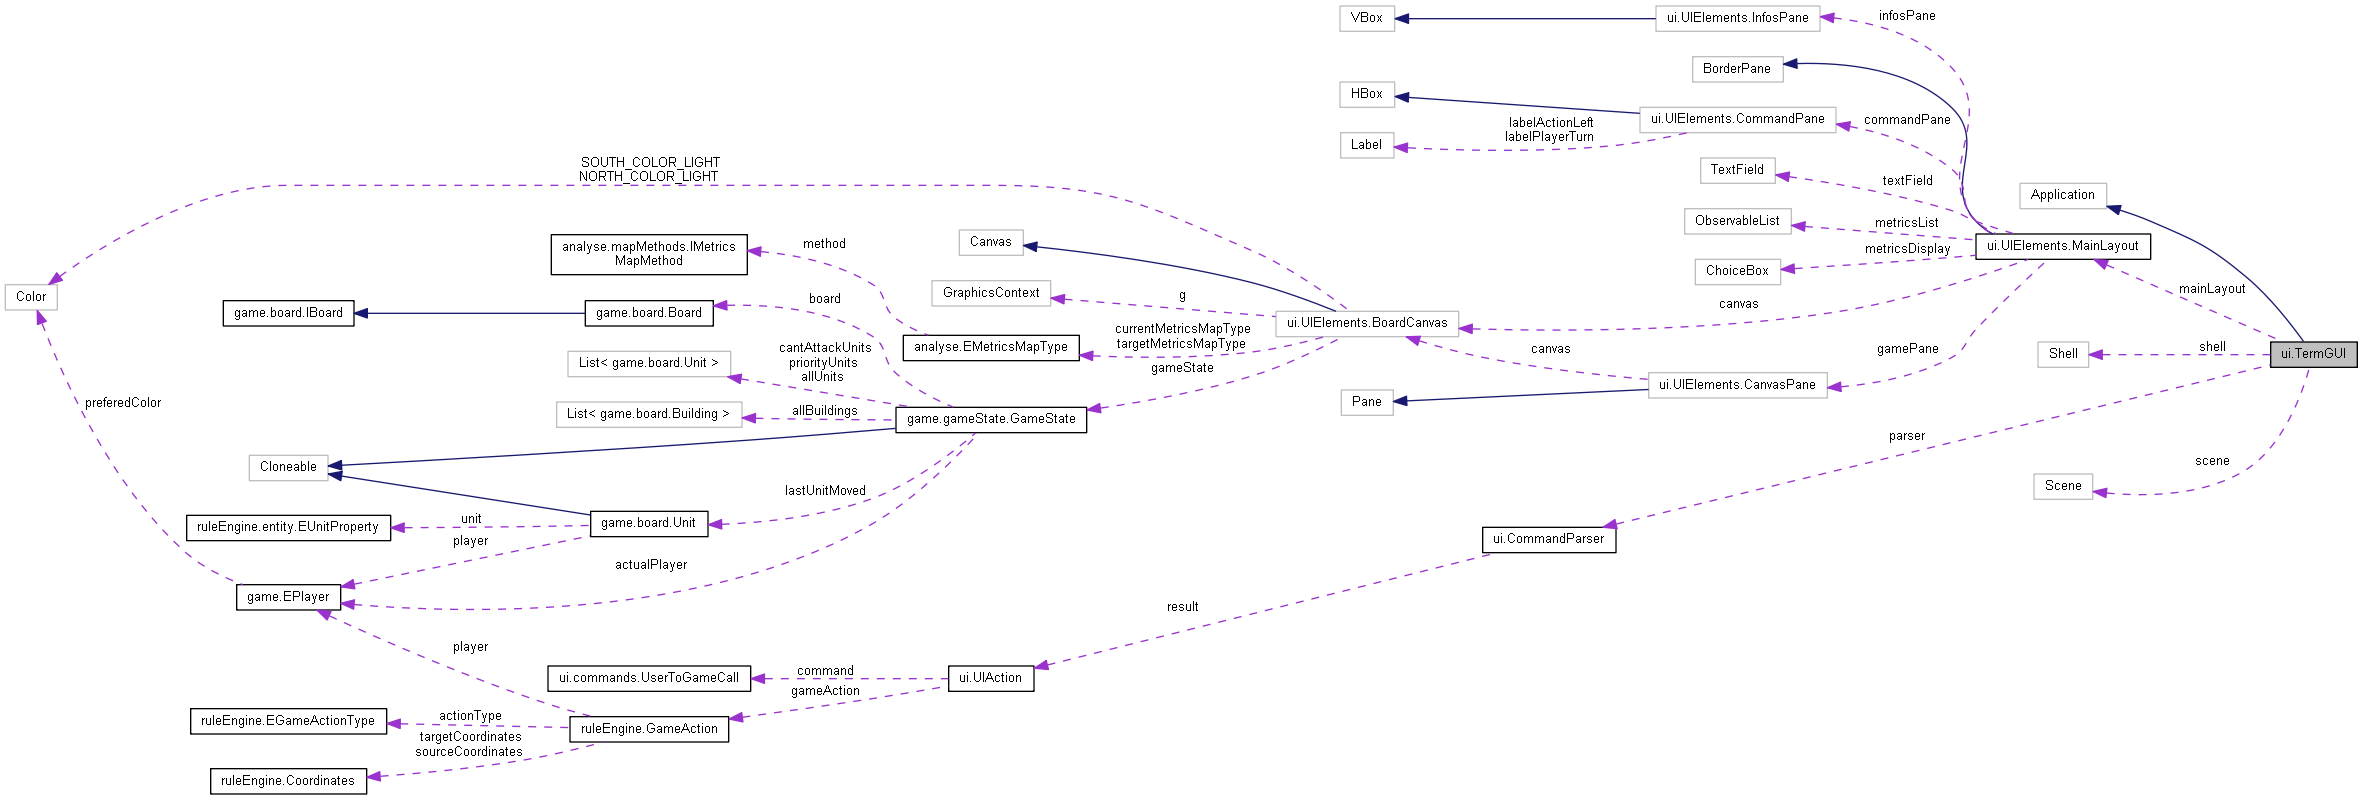 VBox
ui.UIElements.InfosPane
infosPane
BorderPane
HBox
ui.UIElements.CommandPane
commandPane
labelActionLeft
labelPlayerTurn
Label
SOUTH_COLOR_LIGHT
NORTH_COLOR_LIGHT
TextField
textField
Application
ObservableList
metricsList
ui.UIElements.MainLayout
metricsDisplay
ChoiceBox
Canvas
analyse.mapMethods.IMetrics
MapMethod
method
Color
GraphicsContext
g
mainLayout
canvas
game.board.IBoard
game.board.Board
board
ui.UIElements.BoardCanvas
currentMetricsMapType
targetMetricsMapType
analyse.EMetricsMapType
cantAttackUnits
priorityUnits
allUnits
List< game.board.Unit >
canvas
gamePane
Shell
shell
ui.TermGUI
gameState
ui.UIElements.CanvasPane
Pane
preferedColor
List< game.board.Building >
allBuildings
game.gameState.GameState
parser
Cloneable
scene
Scene
lastUnitMoved
ruleEngine.entity.EUnitProperty
unit
game.board.Unit
player
ui.CommandParser
actualPlayer
game.EPlayer
result
player
ui.commands.UserToGameCall
command
ui.UIAction
gameAction
ruleEngine.EGameActionType
actionType
ruleEngine.GameAction
targetCoordinates
sourceCoordinates
ruleEngine.Coordinates